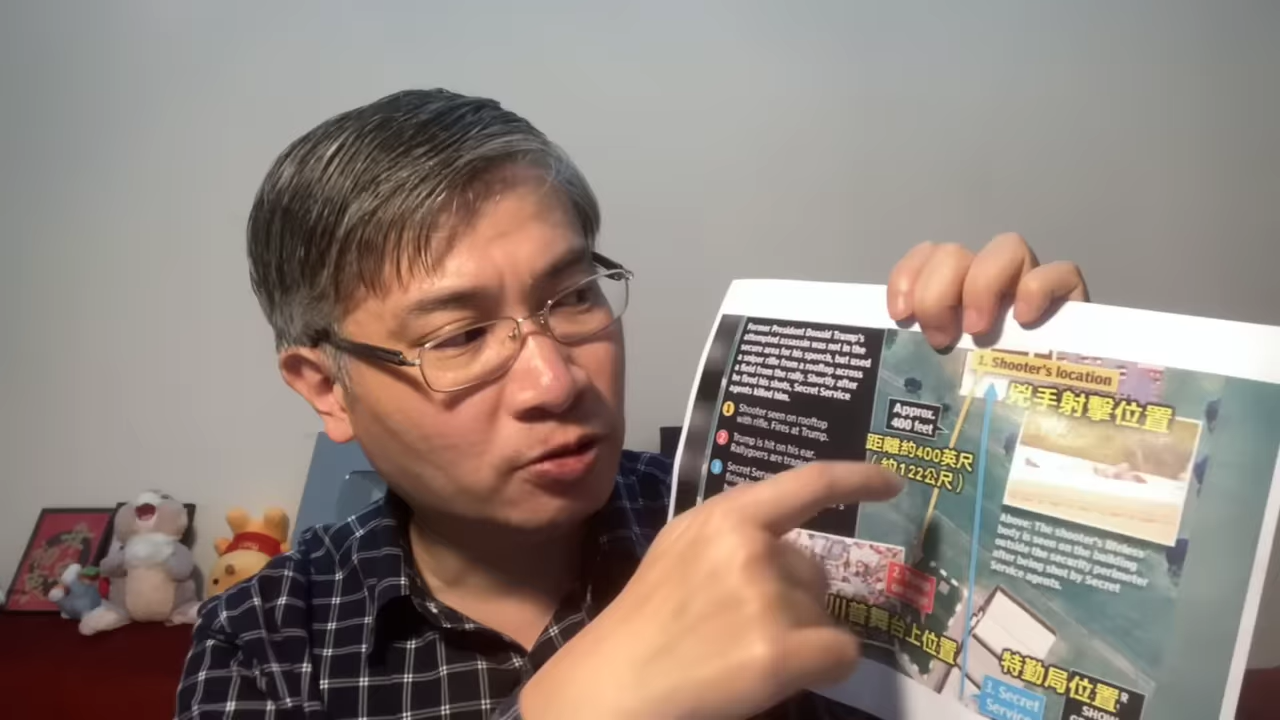 Former President Donald Trump's
attempted assassin was not in the
secure area for his speech, but used
a sniper rifle from a rooftop across
a field from the rally. Shortly after
he fired his shots, Secret Service
agents killed him.
1 Shooter seen on rooftop
with rifle. Fires at Trump.
2 Trump is hit on his ear.
Rallygoers are
3 Secret
Approx.
400 feet
距離約400英尺
(約122公尺)
1. Shooter's location
兇手射擊位置
Above: The shooter's lifeless
body is seen on the building
outside the security perimeter
after being shot by Secret
Service agents.
2.
川普舞台上位置
特勤局位置
3. Secret
Service